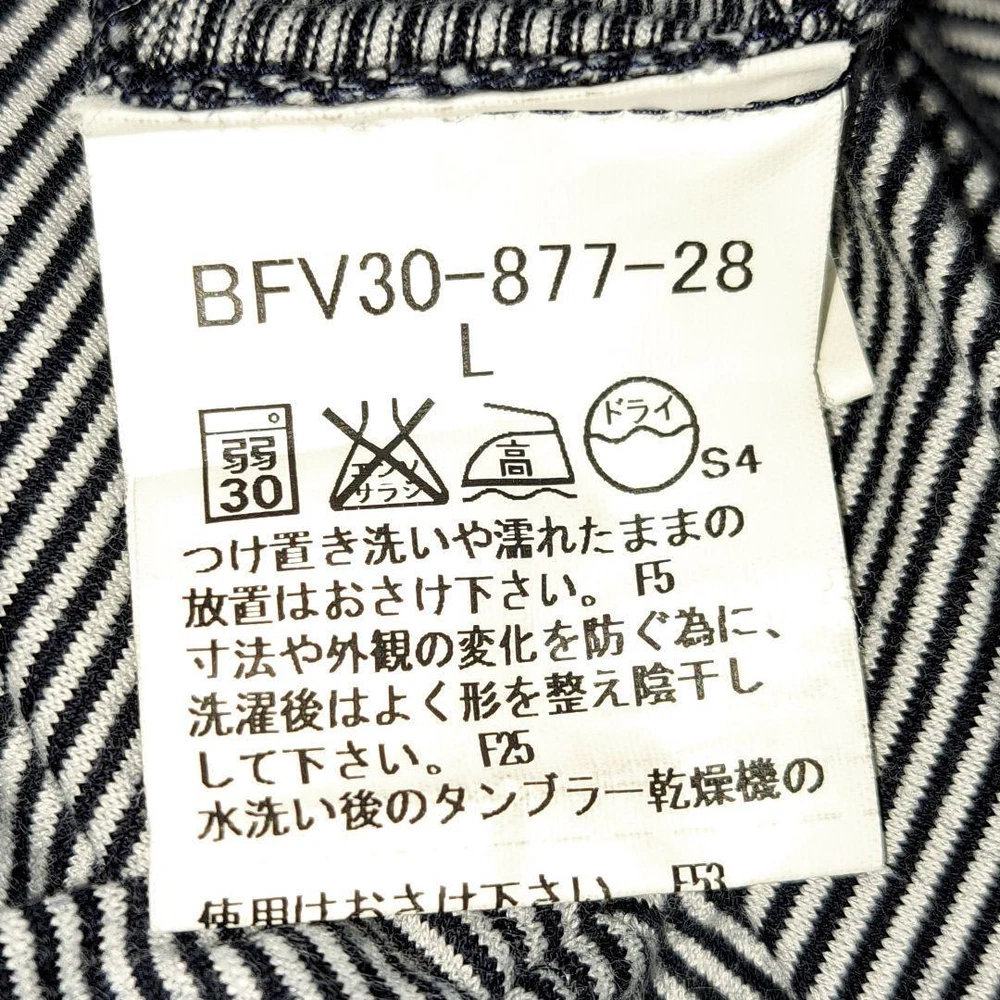 BFV30-877-28
L
弱
30
エンソ
サラシ
高
ドライ
S4
つけ置き洗いや濡れたままの
放置はおさけ下さい。 F5
寸法や外観の変化を防ぐ為に、
洗濯後はよく形を整え陰干し
して下さい。 F25
水洗い後のタンブラー乾燥機の
使用はおさけ下さい。 F53